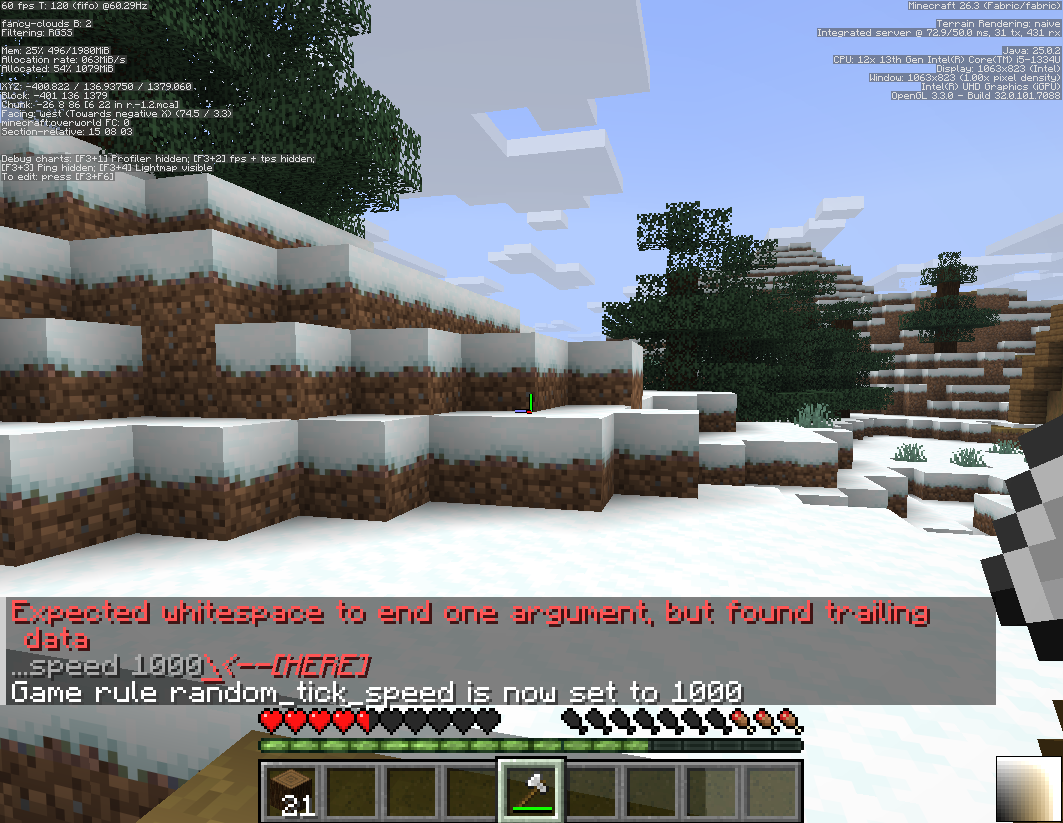 60 fps T: 120 (fifo) @60.29Hz
fancy-clouds B: 2
Filtering: RGSS
Mem: 25% 496/1980MiB
Allocation rate: 063MiB/s
Allocated: 54% 1079MiB
XYZ: -400.822 / 136.93750 / 1379.060
Block: -401 136 1379
Chunk: -26 8 86 [6 22 in r.-1.2.mca]
Facing: west (Towards negative X) (74.5 / 3.3)
minecraft:overworld FC: 0
Section-relative: 15 08 03
Debug charts: [F3+1] Profiler hidden; [F3+2] fps + tps hidden;
[F3+3] Ping hidden; [F3+4] Lightmap visible
To edit: press [F3+F6]
Minecraft 26.3 (Fabric/fabric)
Terrain Rendering: naive
Integrated server @ 72.9/50.0 ms, 31 tx, 431 rx
Java: 25.0.2
CPU: 12x 13th Gen Intel(R) Core(TM) i5-1334U
Display: 1063x823 (Intel)
Window: 1063x823 (1.00x pixel density)
Intel(R) UHD Graphics (iGPU)
OpenGL 3.3.0 - Build 32.0.101.7088
Expected whitespace to end one argument, but found trailing
data
...speed 1000\<--[HERE]
Game rule random_tick_speed is now set to 1000
31